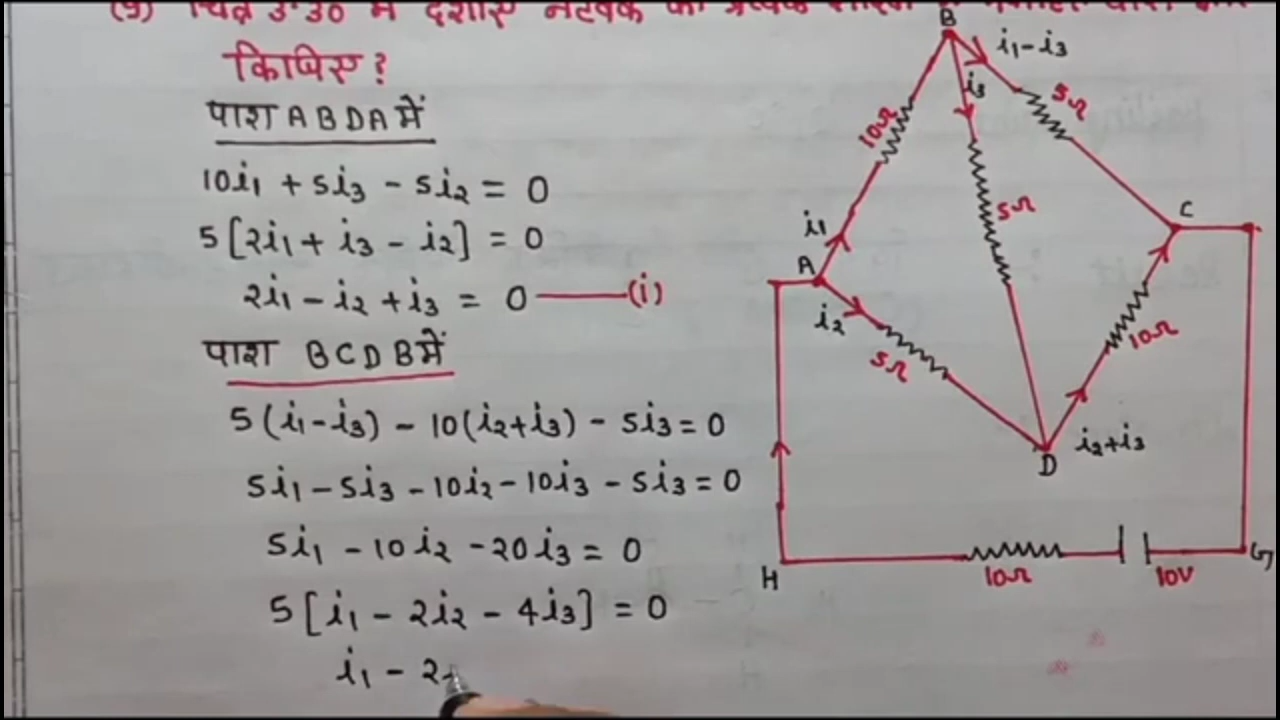 किजिए?
पाश A B D A में
10i₁ + 5i₃ - 5i₂ = 0
5[2i₁ + i₃ - i₂] = 0
2i₁ - i₂ + i₃ = 0 —— (i)
पाश B C D B में
5(i₁-i₃) - 10(i₂+i₃) - 5i₃ = 0
5i₁ - 5i₃ - 10i₂ - 10i₃ - 5i₃ = 0
5i₁ - 10i₂ - 20i₃ = 0
5[i₁ - 2i₂ - 4i₃] = 0
i₁ - 2
B
i₁-i₃
i₃
5Ω
10Ω
5Ω
C
i₁
A
i₂
5Ω
10Ω
i₂+i₃
D
H
10Ω
10V
G